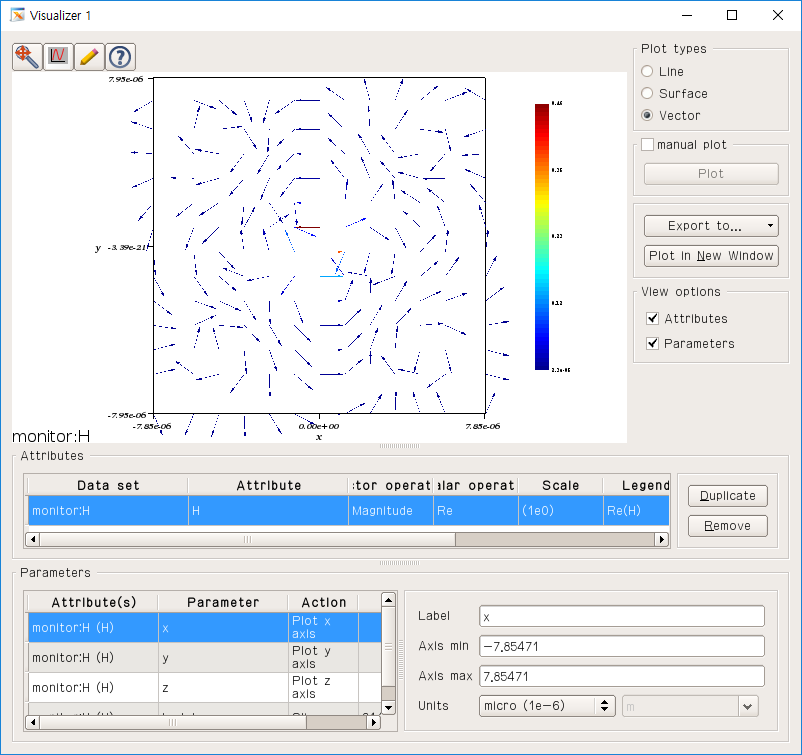 Visualizer 1
Plot types
Line
Surface
Vector
manual plot
Plot
Export to...
Plot in New Window
View options
Attributes
Parameters
7.95e-06
y -3.39e-21
-7.95e-06
-7.85e-06 0.00e+00 7.85e-06
x
monitor:H
Attributes
Data set Attribute :tor operat alar operat Scale Legend
monitor:H H Magnitude Re (1e0) Re(H)
Duplicate
Remove
Parameters
Attribute(s) Parameter Action
monitor:H (H) x Plot x axis
monitor:H (H) y Plot y axis
monitor:H (H) z Plot z axis
Label x
Axis min -7.85471
Axis max 7.85471
Units micro (1e-6) m